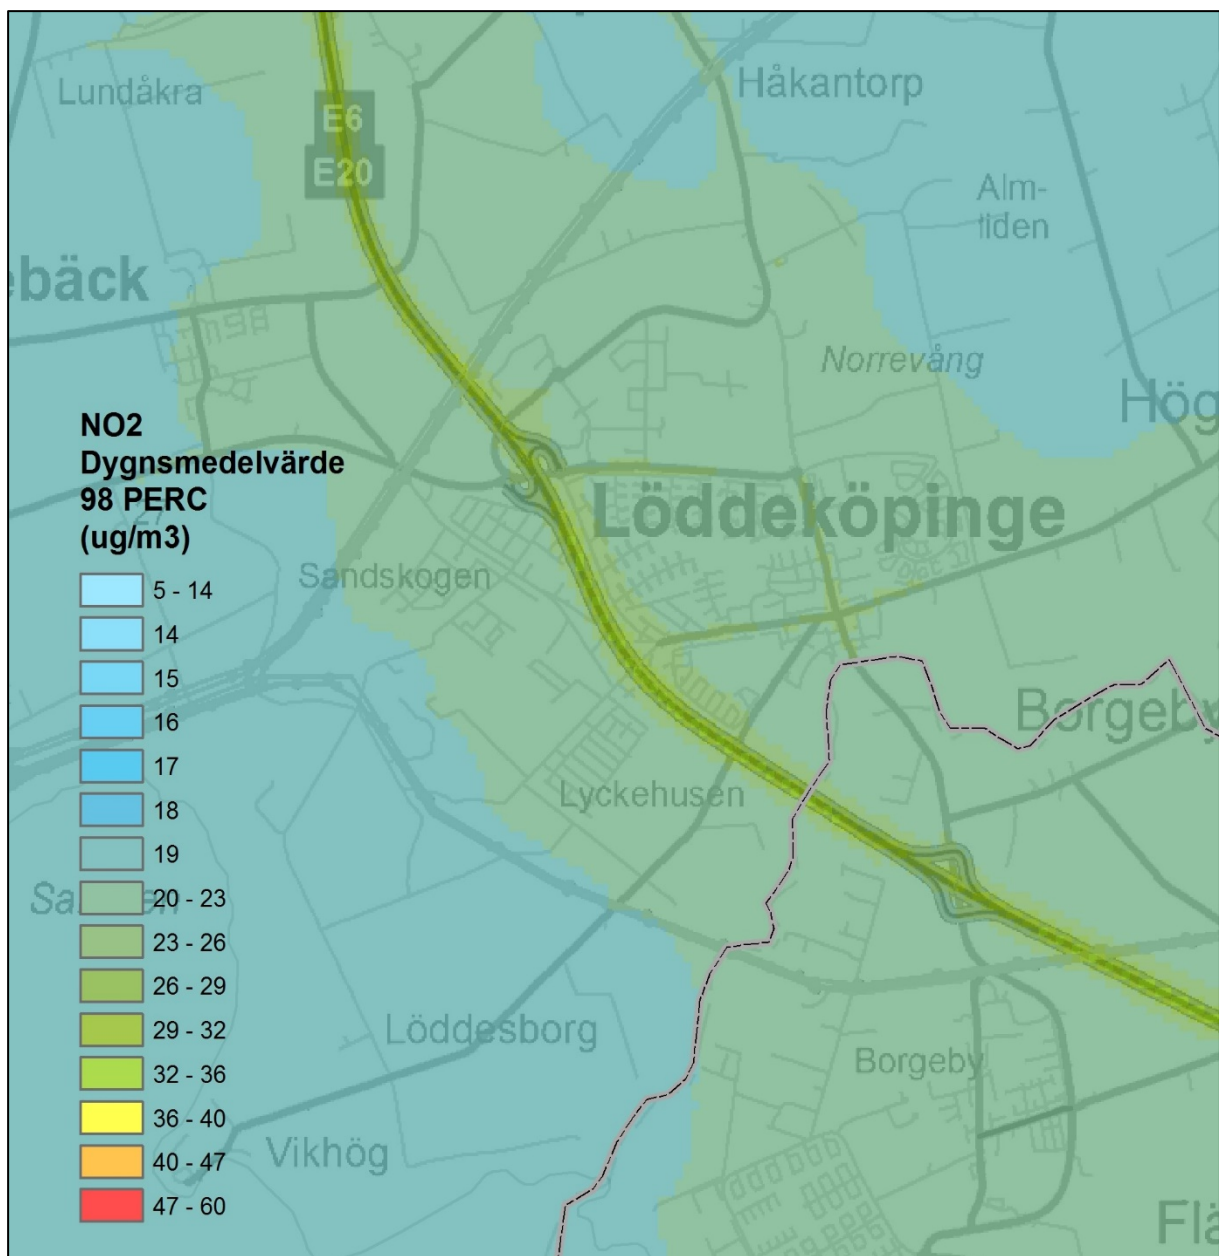 Lundåkra
Håkantorp
E6
E20
Alm-
tiden
ebäck
Norrevång
Hög
NO2
Dygnsmedelvärde
98 PERC
(ug/m3)
Löddeköpinge
Sandskogen
5 - 14
14
15
16
17
18
19
20 - 23
23 - 26
26 - 29
29 - 32
32 - 36
36 - 40
40 - 47
47 - 60
Borgeby
Lyckehusen
Löddesborg
Borgeby
Vikhög
Flä